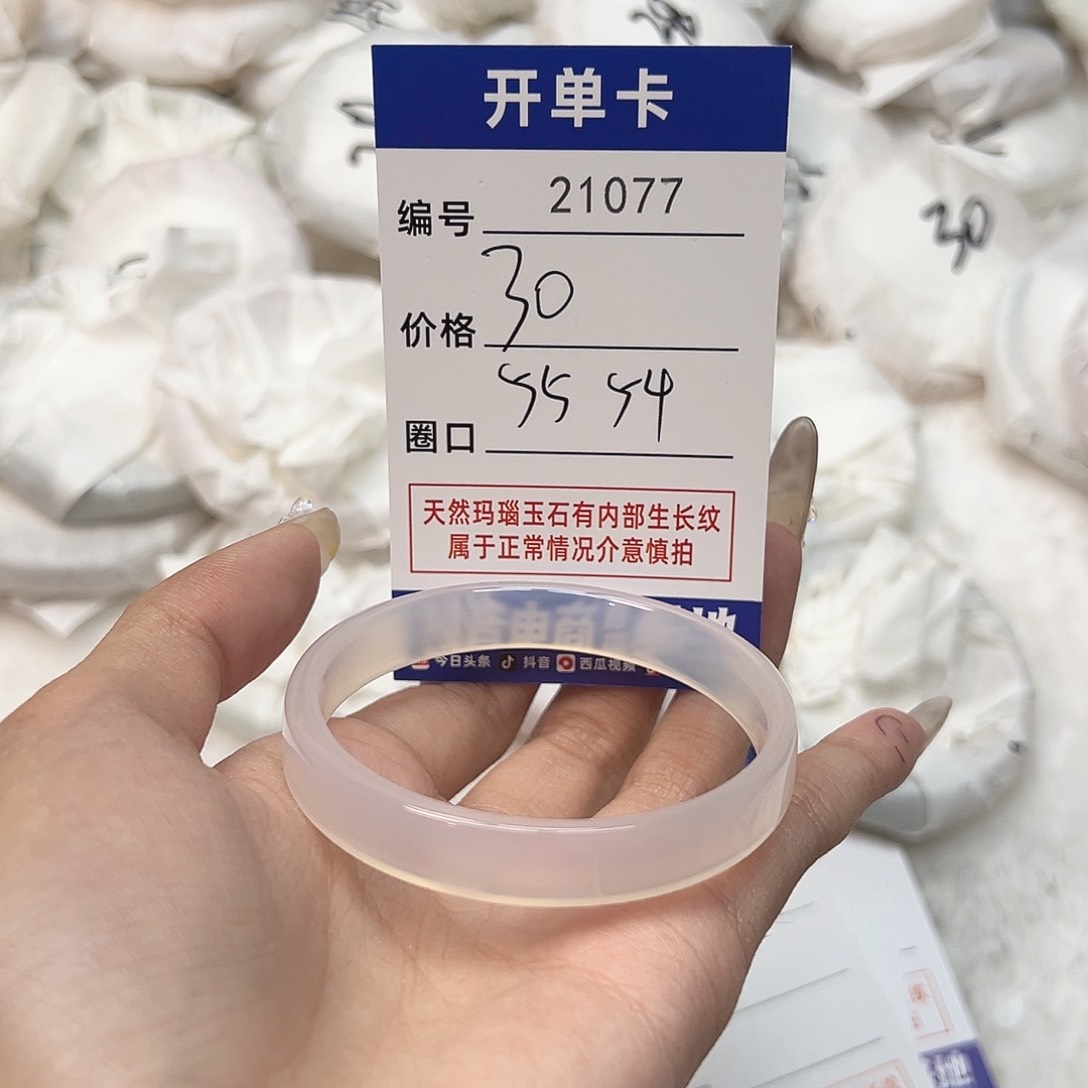 开单卡
编号 21077
价格 30
圈口 55 54
天然玛瑙玉石有内部生长纹
属于正常情况介意慎拍
今日头条 抖音 西瓜视频
30